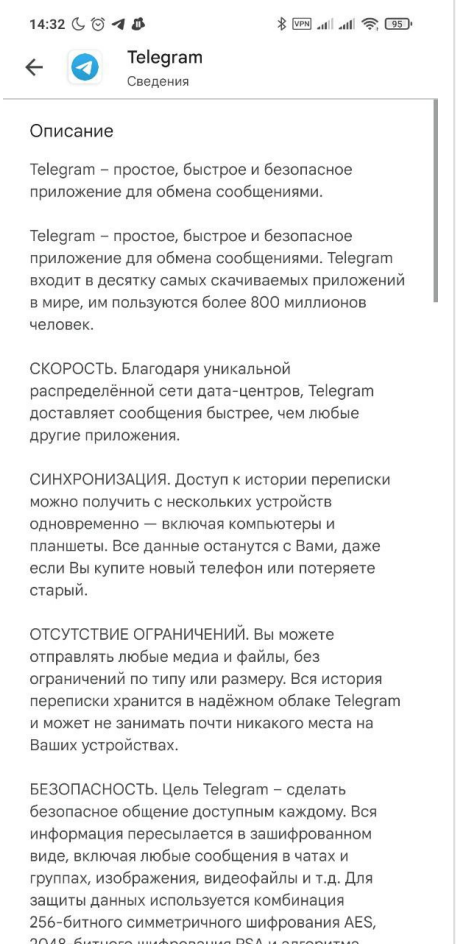 14:32
VPN
95
Telegram
Сведения
Описание
Telegram – простое, быстрое и безопасное
приложение для обмена сообщениями.
Telegram – простое, быстрое и безопасное
приложение для обмена сообщениями. Telegram
входит в десятку самых скачиваемых приложений
в мире, им пользуются более 800 миллионов
человек.
СКОРОСТЬ. Благодаря уникальной
распределённой сети дата-центров, Telegram
доставляет сообщения быстрее, чем любые
другие приложения.
СИНХРОНИЗАЦИЯ. Доступ к истории переписки
можно получить с нескольких устройств
одновременно — включая компьютеры и
планшеты. Все данные останутся с Вами, даже
если Вы купите новый телефон или потеряете
старый.
ОТСУТСТВИЕ ОГРАНИЧЕНИЙ. Вы можете
отправлять любые медиа и файлы, без
ограничений по типу или размеру. Вся история
переписки хранится в надёжном облаке Telegram
и может не занимать почти никакого места на
Ваших устройствах.
БЕЗОПАСНОСТЬ. Цель Telegram – сделать
безопасное общение доступным каждому. Вся
информация пересылается в зашифрованном
виде, включая любые сообщения в чатах и
группах, изображения, видеофайлы и т.д. Для
защиты данных используется комбинация
256-битного симметричного шифрования AES,
2048-битного шифрования RSA и алгоритма